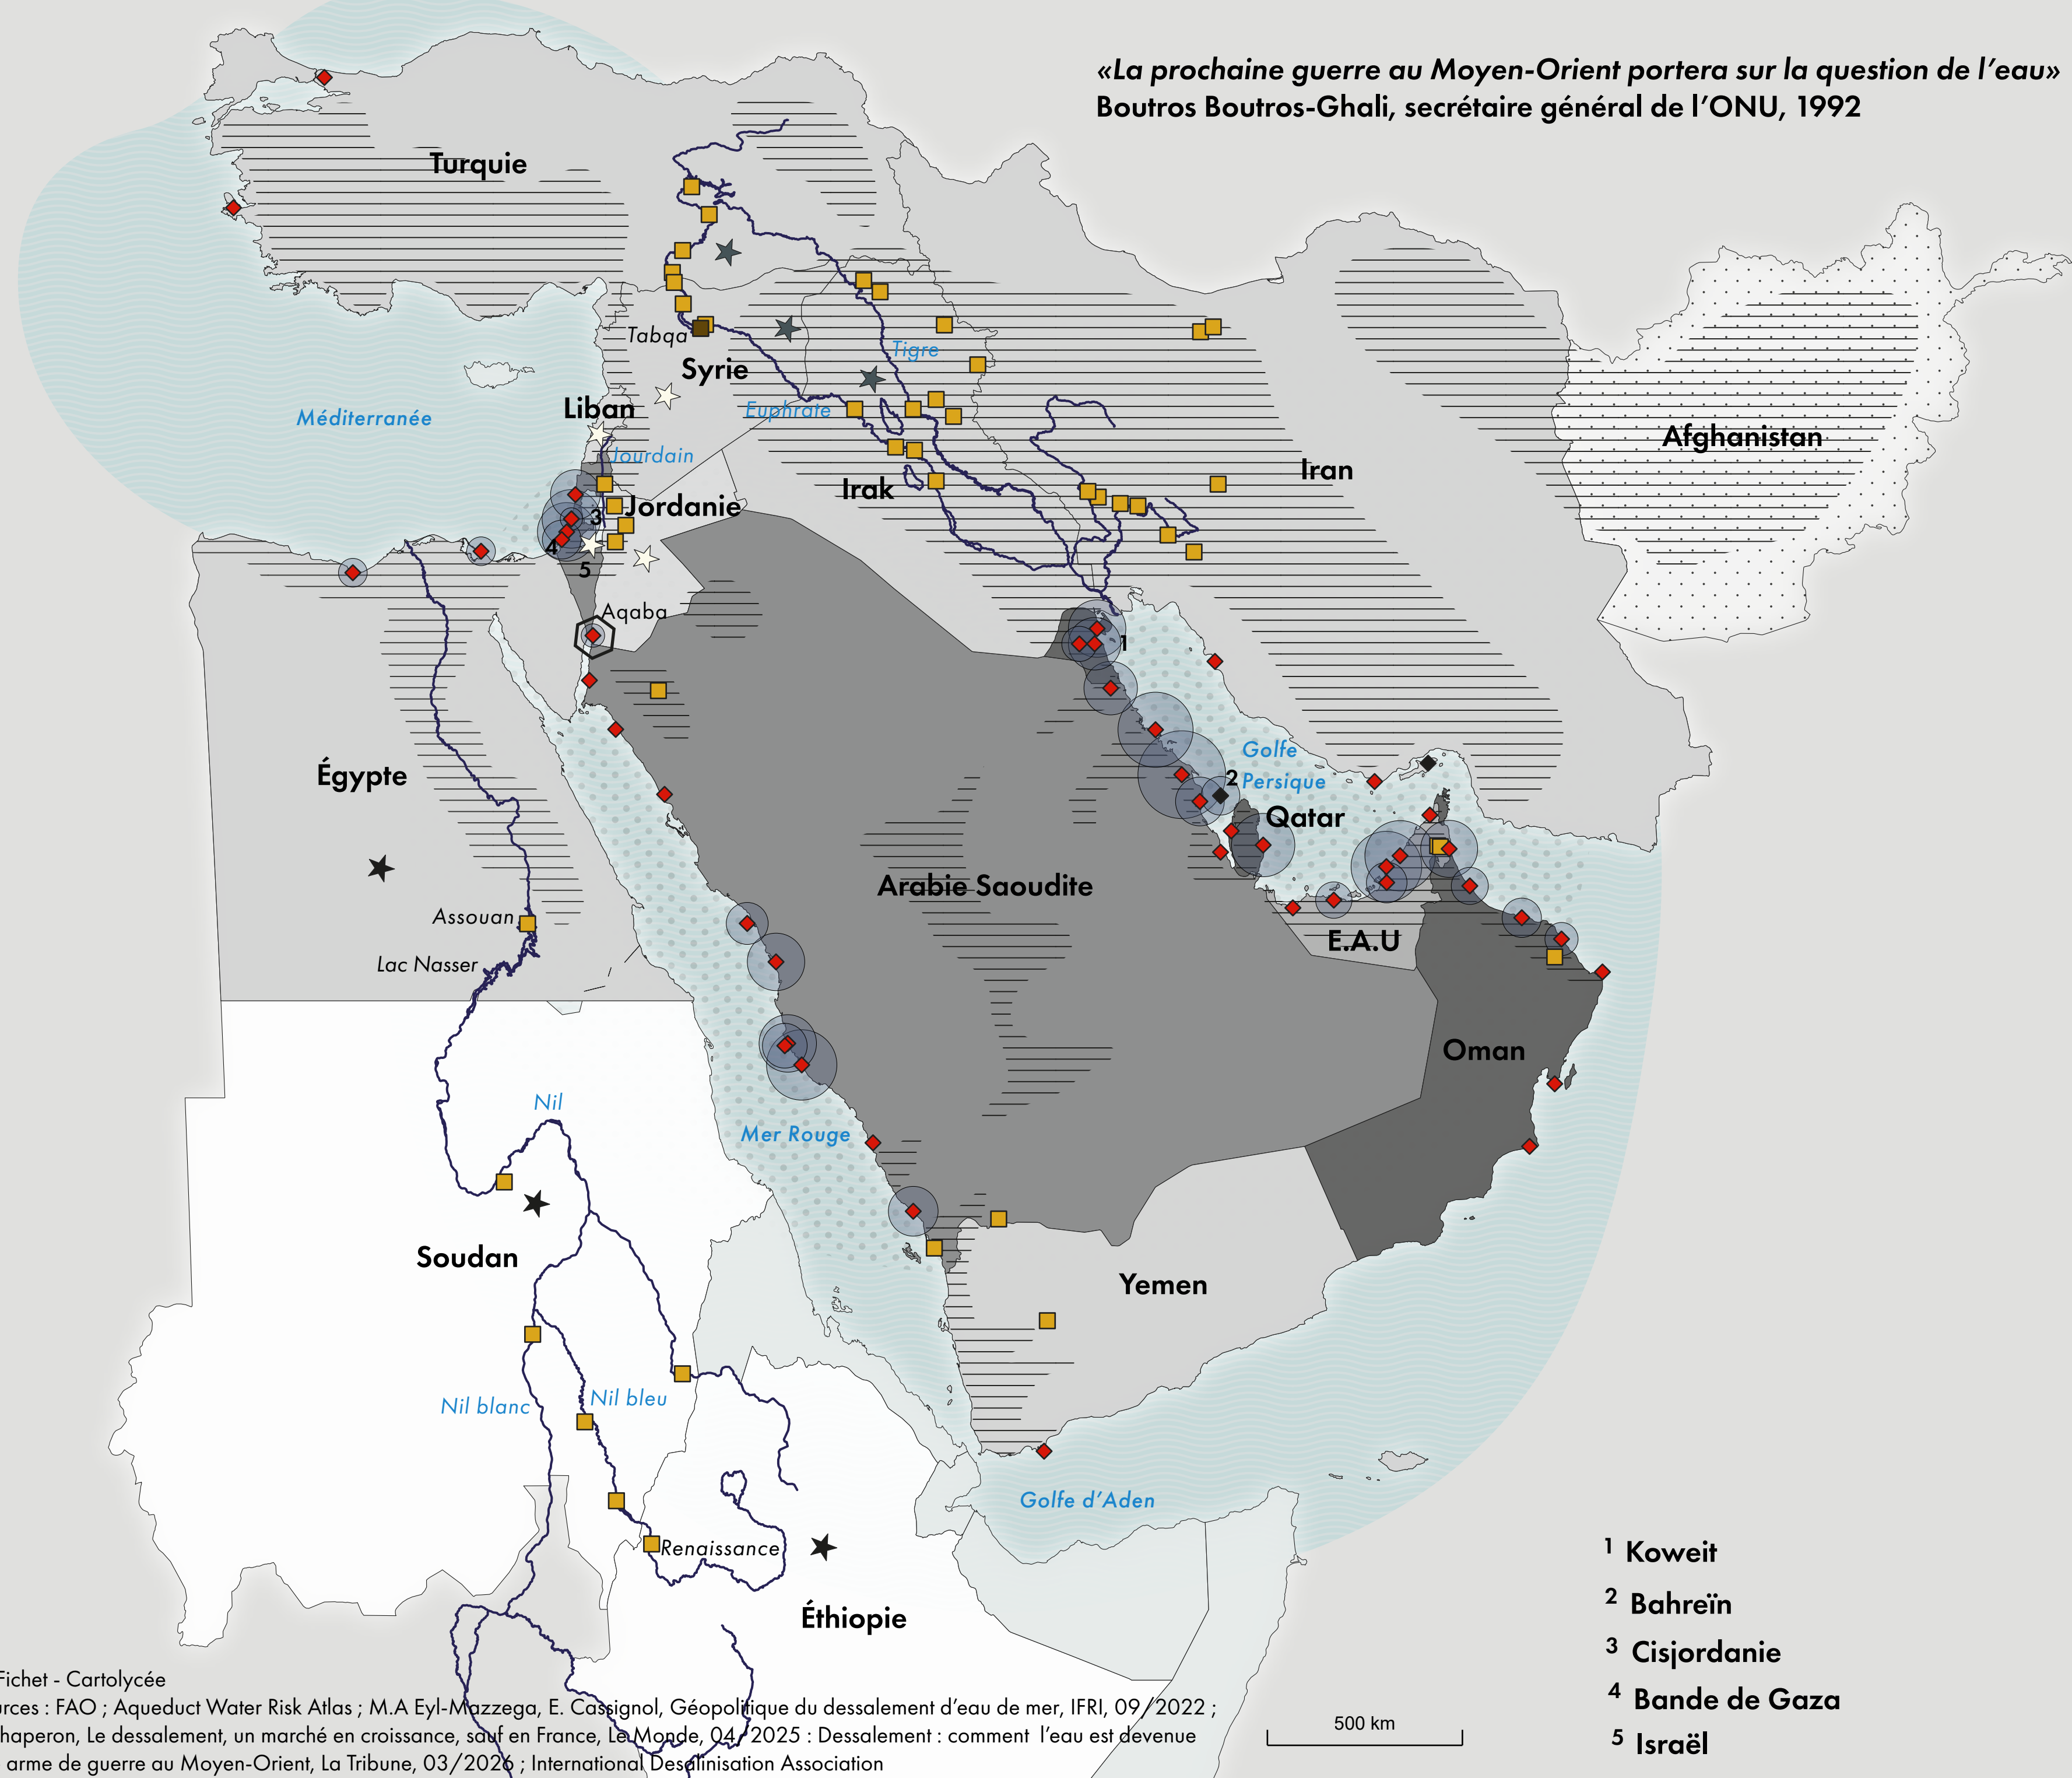 «La prochaine guerre au Moyen-Orient portera sur la question de l'eau»
Boutros Boutros-Ghali, secrétaire général de l'ONU, 1992
Turquie
Tabqa
Syrie
Tigre
Liban
Euphrate
Méditerranée
Afghanistan
Jourdain
Iran
Irak
Jordanie
3
4
5
Aqaba
1
Golfe
Persique
2
Égypte
Qatar
Arabie Saoudite
Assouan
E.A.U
Lac Nasser
Oman
Nil
Mer Rouge
Soudan
Yemen
Nil bleu
Nil blanc
Golfe d'Aden
Renaissance
Éthiopie
1 Koweit
2 Bahreïn
3 Cisjordanie
4 Bande de Gaza
5 Israël
500 km
Fichet - Cartolycée
urces : FAO ; Aqueduct Water Risk Atlas ; M.A Eyl-Mazzega, E. Cassignol, Géopolitique du dessalement d'eau de mer, IFRI, 09/2022 ;
haperon, Le dessalement, un marché en croissance, sauf en France, Le Monde, 04/2025 : Dessalement : comment l'eau est devenue
arme de guerre au Moyen-Orient, La Tribune, 03/2026 ; International Desalinisation Association